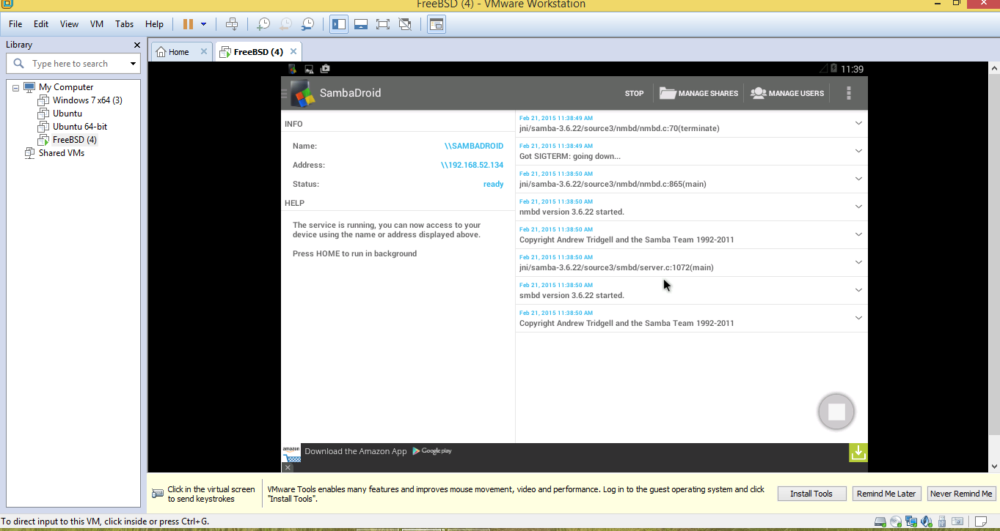 FreeBSD (4) - VMware Workstation
File Edit View VM Tabs Help
Library
Type here to search
My Computer
Windows 7 x64 (3)
Ubuntu
Ubuntu 64-bit
FreeBSD (4)
Shared VMs
Home
FreeBSD (4)
11:39
SambaDroid
STOP
MANAGE SHARES
MANAGE USERS
INFO
Name: \\SAMBADROID
Address: \\192.168.52.134
Status: ready
HELP
The service is running, you can now access to your
device using the name or address displayed above.
Press HOME to run in background
Feb 21, 2015 11:38:49 AM
jni/samba-3.6.22/source3/nmbd/nmbd.c:70(terminate)
Feb 21, 2015 11:38:49 AM
Got SIGTERM: going down...
Feb 21, 2015 11:38:50 AM
jni/samba-3.6.22/source3/nmbd/nmbd.c:865(main)
Feb 21, 2015 11:38:50 AM
nmbd version 3.6.22 started.
Feb 21, 2015 11:38:50 AM
Copyright Andrew Tridgell and the Samba Team 1992-2011
Feb 21, 2015 11:38:50 AM
jni/samba-3.6.22/source3/smbd/server.c:1072(main)
Feb 21, 2015 11:38:50 AM
smbd version 3.6.22 started.
Feb 21, 2015 11:38:50 AM
Copyright Andrew Tridgell and the Samba Team 1992-2011
amazon
Download the Amazon App Google play
Click in the virtual screen
to send keystrokes
VMware Tools enables many features and improves mouse movement, video and performance. Log in to the guest operating system and click
"Install Tools".
Install Tools
Remind Me Later
Never Remind Me
To direct input to this VM, click inside or press Ctrl+G.